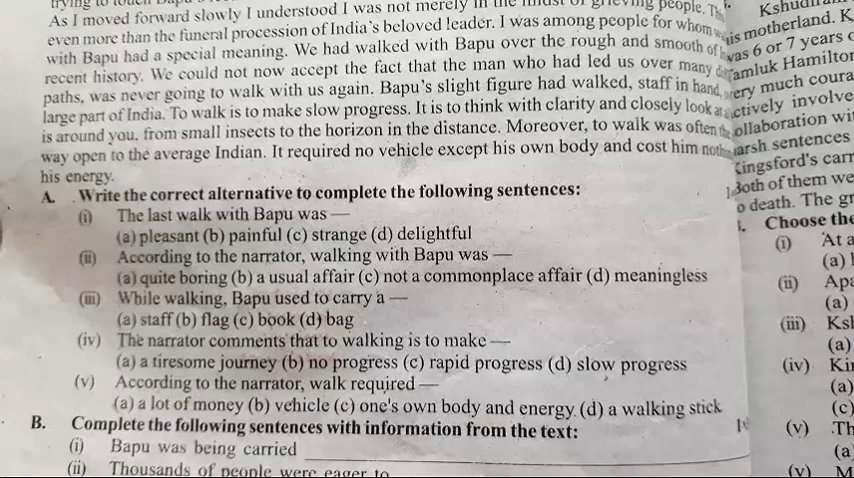 As I moved forward slowly I understood I was not merely in the midst of grieving people.
even more than the funeral procession of India's beloved leader. I was among people for whom
with Bapu had a special meaning. We had walked with Bapu over the rough and smooth of
recent history. We could not now accept the fact that the man who had led us over many
paths, was never going to walk with us again. Bapu's slight figure had walked, staff in hand,
large part of India. To walk is to make slow progress. It is to think with clarity and closely look at
is around you, from small insects to the horizon in the distance. Moreover, to walk was often
way open to the average Indian. It required no vehicle except his own body and cost him
his energy.
A. Write the correct alternative to complete the following sentences:
(i) The last walk with Bapu was —
(a) pleasant (b) painful (c) strange (d) delightful
(ii) According to the narrator, walking with Bapu was —
(a) quite boring (b) a usual affair (c) not a commonplace affair (d) meaningless
(iii) While walking, Bapu used to carry a —
(a) staff (b) flag (c) book (d) bag
(iv) The narrator comments that to walking is to make —
(a) a tiresome journey (b) no progress (c) rapid progress (d) slow progress
(v) According to the narrator, walk required —
(a) a lot of money (b) vehicle (c) one's own body and energy. (d) a walking stick
B. Complete the following sentences with information from the text:
(i) Bapu was being carried
(ii) Thousands of people were eager to
motherland. K
was 6 or 7 years
Hamilton
very much coura
involve
wit
sentences
Kingsford's carr
Both of them we
death. The gr
Choose the
(i) At a
(a)
(ii) Apa
(a)
(iii) Ksl
(a)
(iv) Kin
(a)
(c)
(v) Th
(a
(v) M